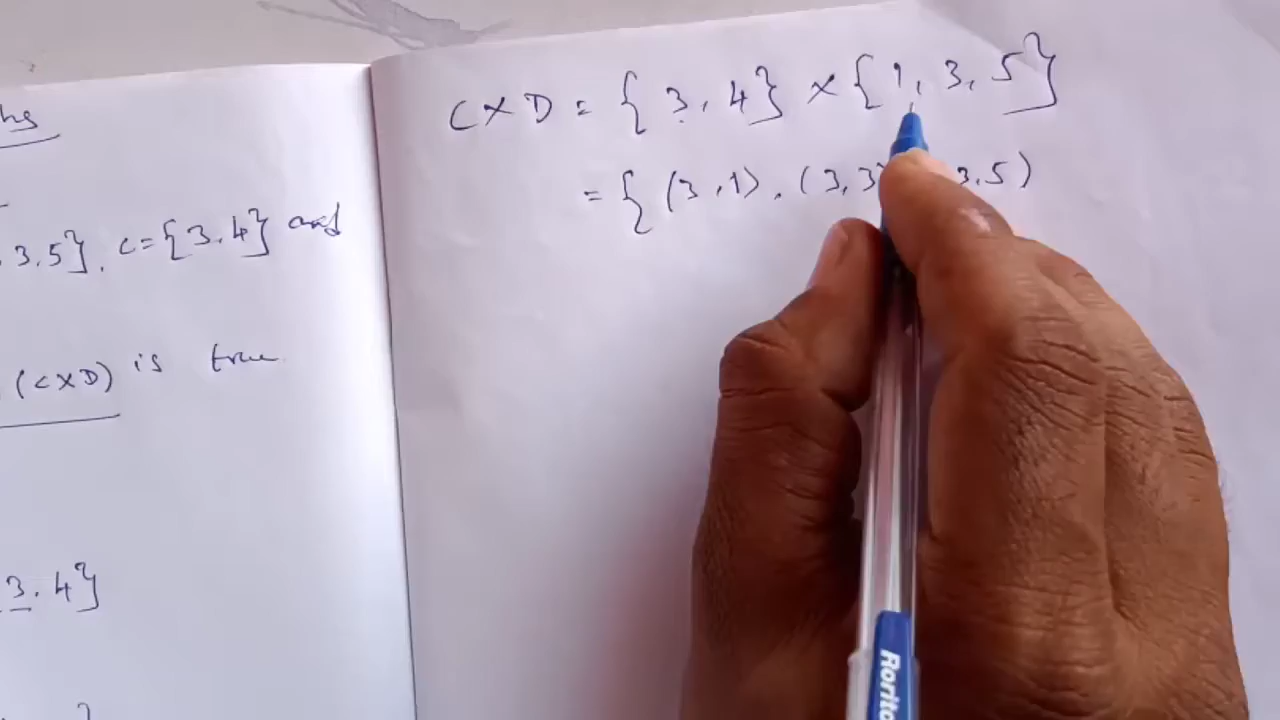 3.5}, C={3.4} and
(C×D) is true
3.4}
C×D = {3, 4} × {1, 3, 5}
= {(3,1), (3,3 3.5)
Rorito